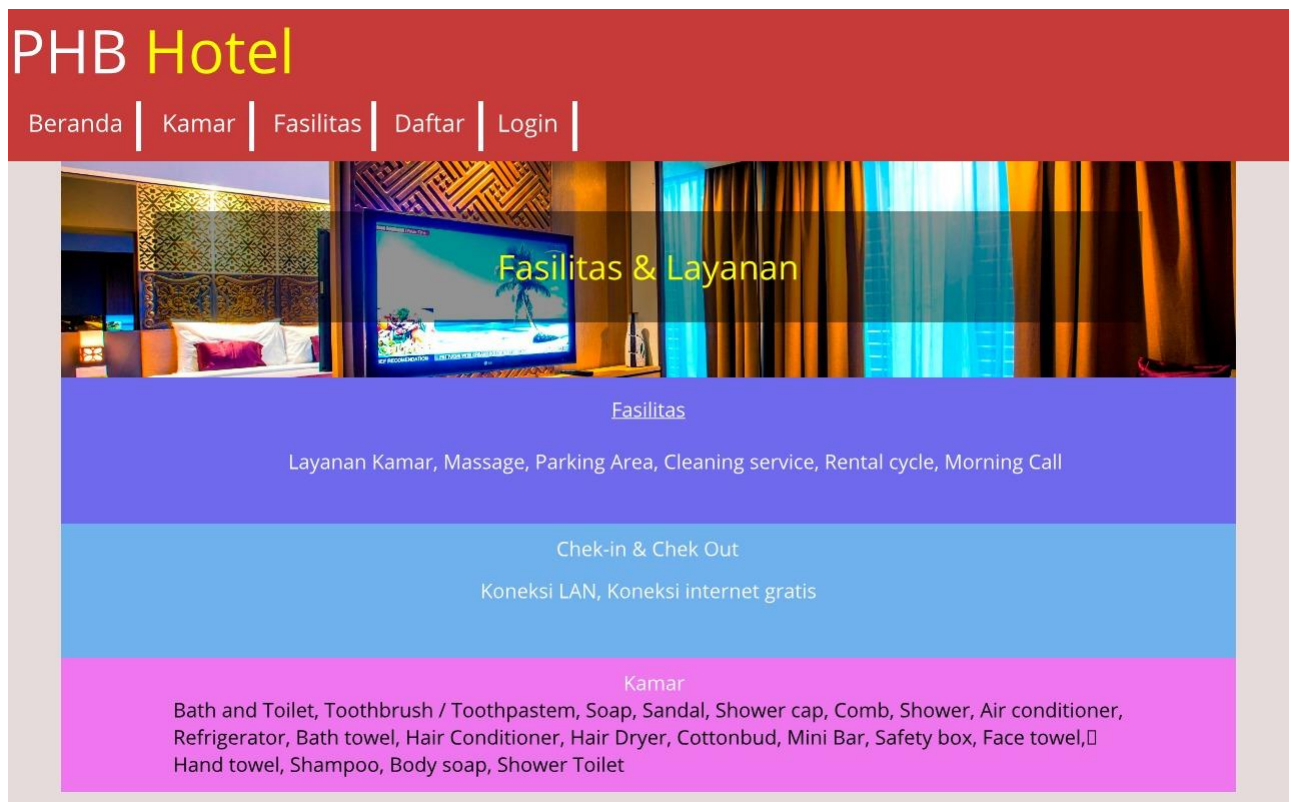 PHB Hotel
Beranda Kamar Fasilitas Daftar Login
Fasilitas & Layanan
Fasilitas
Layanan Kamar, Massage, Parking Area, Cleaning service, Rental cycle, Morning Call
Chek-in & Chek Out
Koneksi LAN, Koneksi internet gratis
Kamar
Bath and Toilet, Toothbrush / Toothpastem, Soap, Sandal, Shower cap, Comb, Shower, Air conditioner,
Refrigerator, Bath towel, Hair Conditioner, Hair Dryer, Cottonbud, Mini Bar, Safety box, Face towel,
Hand towel, Shampoo, Body soap, Shower Toilet